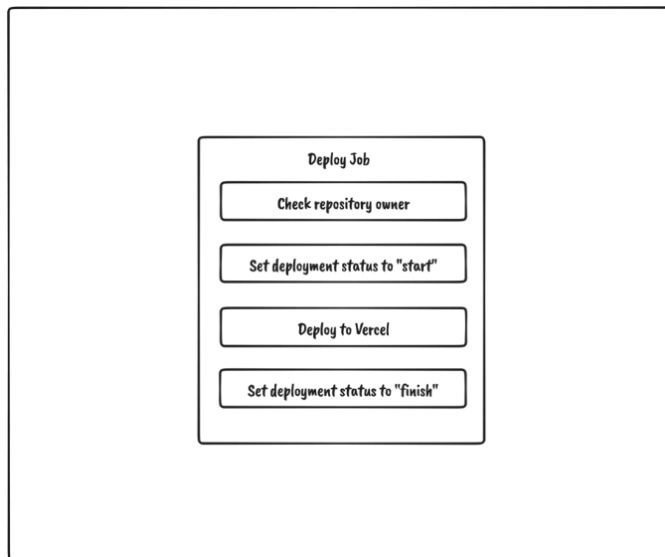 Deploy Job
Check repository owner
Set deployment status to "start"
Deploy to Vercel
Set deployment status to "finish"